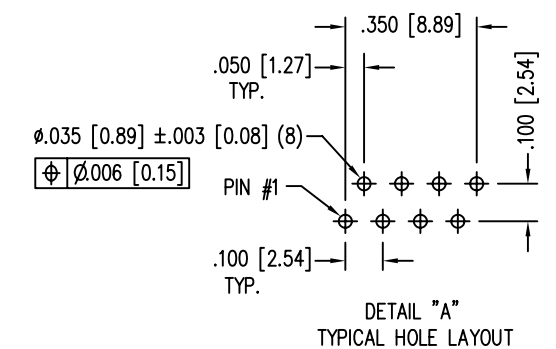 .350 [8.89]
.050 [1.27]
TYP.
.100 [2.54]
ø.035 [0.89] ±.003 [0.08] (8)
⌖ Ø.006 [0.15]
PIN #1
.100 [2.54]
TYP.
DETAIL "A"
TYPICAL HOLE LAYOUT